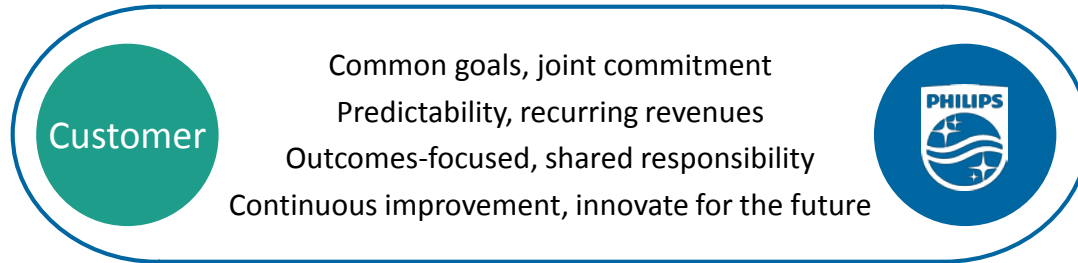 Customer
Common goals, joint commitment
Predictability, recurring revenues
Outcomes-focused, shared responsibility
Continuous improvement, innovate for the future
PHILIPS